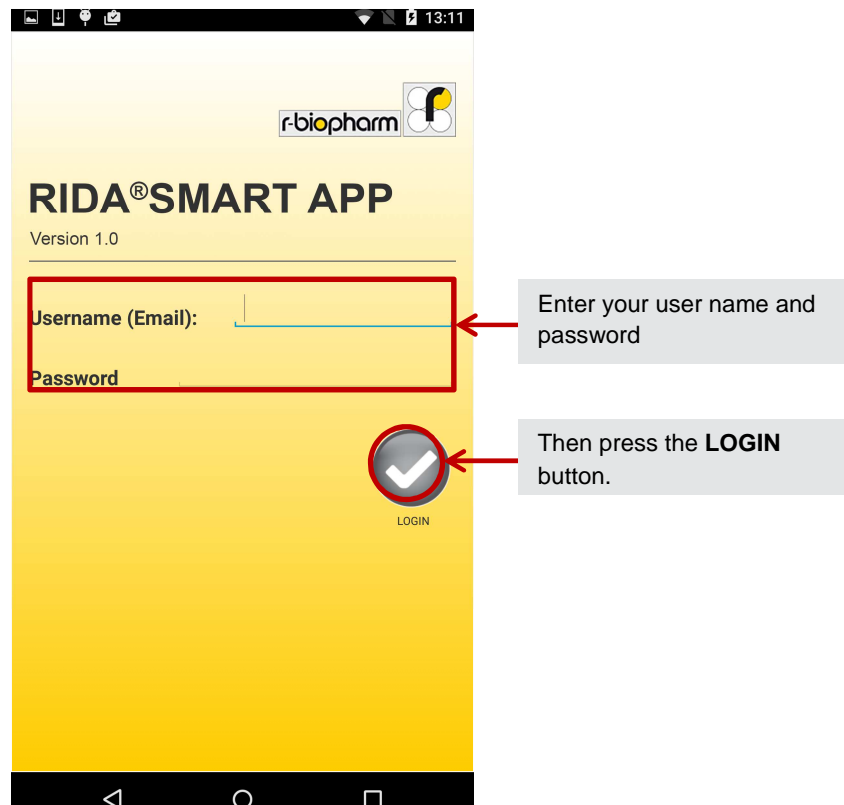 13:11
r-biopharm
RIDA®SMART APP
Version 1.0
Username (Email):
Enter your user name and
password
Password
Then press the LOGIN
button.
LOGIN